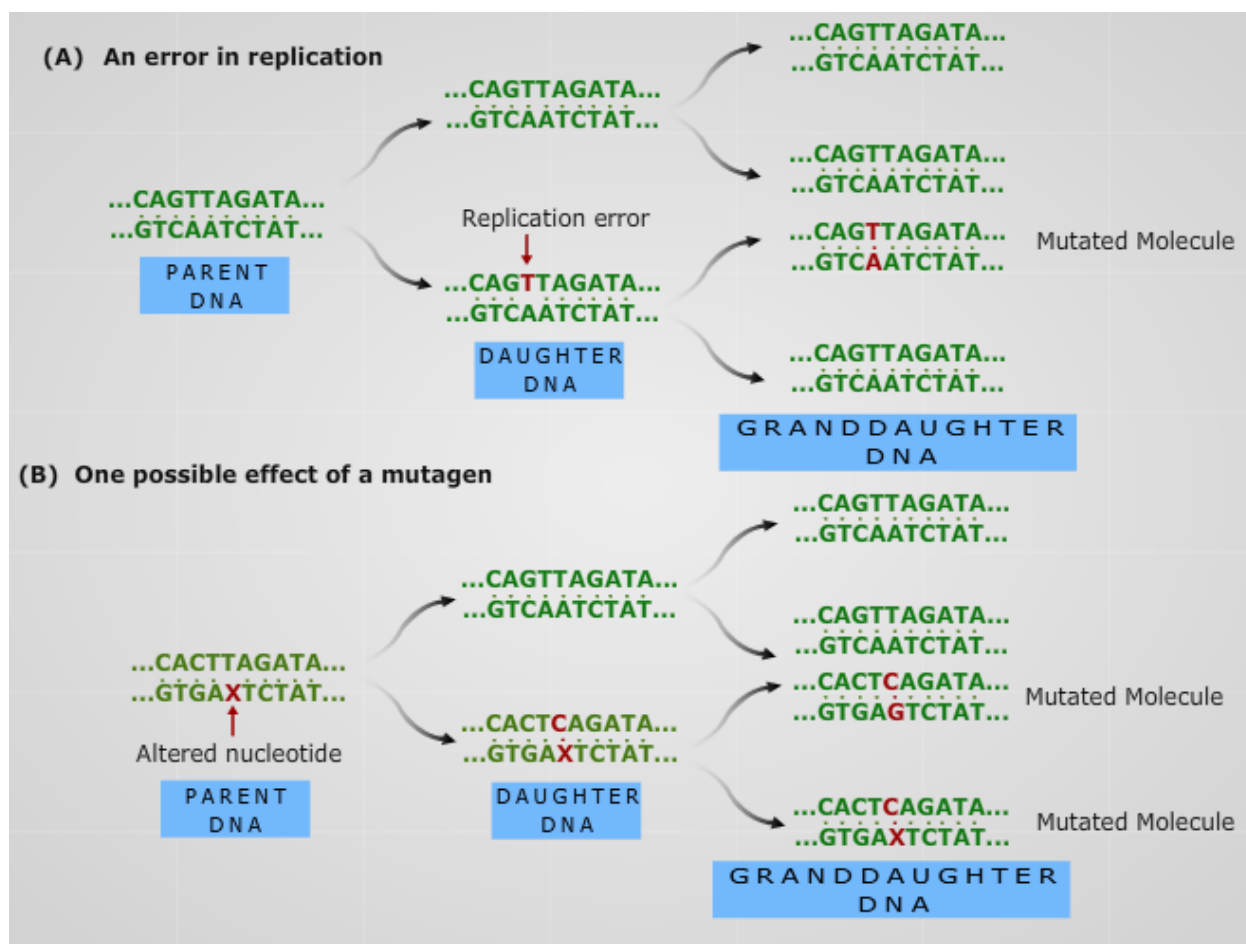 (A) An error in replication
...CAGTTAGATA...
...GTCAATCTAT...
PARENT
DNA
...CAGTTAGATA...
...GTCAATCTAT...
Replication error
...CAGTTAGATA...
...GTCAATCTAT...
DAUGHTER
DNA
...CAGTTAGATA...
...GTCAATCTAT...
...CAGTTAGATA...
...GTCAATCTAT...
...CAGTTAGATA...
...GTCAATCTAT...
Mutated Molecule
...CAGTTAGATA...
...GTCAATCTAT...
GRANDDAUGHTER
DNA
(B) One possible effect of a mutagen
...CACTTAGATA...
...GTGAXTCTAT...
Altered nucleotide
PARENT
DNA
...CAGTTAGATA...
...GTCAATCTAT...
...CACTCAGATA...
...GTGAXTCTAT...
DAUGHTER
DNA
...CAGTTAGATA...
...GTCAATCTAT...
...CAGTTAGATA...
...GTCAATCTAT...
...CACTCAGATA...
...GTGAGTCTAT...
Mutated Molecule
...CACTCAGATA...
...GTGAXTCTAT...
Mutated Molecule
GRANDDAUGHTER
DNA